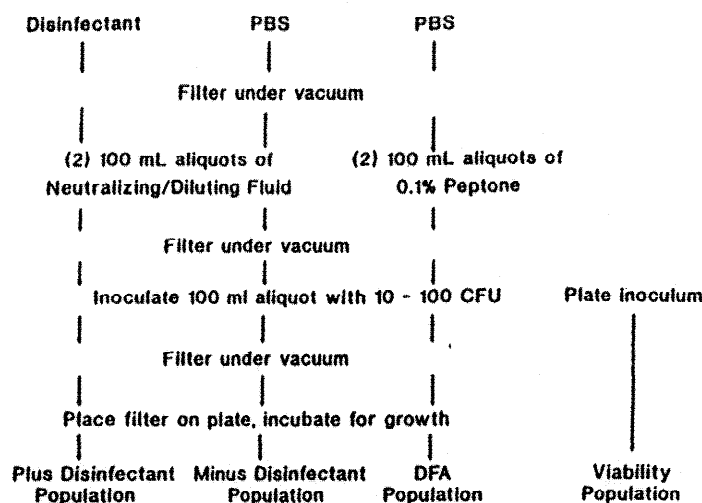 Disinfectant PBS PBS
Filter under vacuum
(2) 100 mL aliquots of (2) 100 mL aliquots of
Neutralizing/Diluting Fluid 0.1% Peptone
Filter under vacuum
Inoculate 100 ml aliquot with 10 - 100 CFU Plate inoculum
Filter under vacuum
Place filter on plate, incubate for growth
Plus Disinfectant Minus Disinfectant DFA Viability
Population Population Population Population